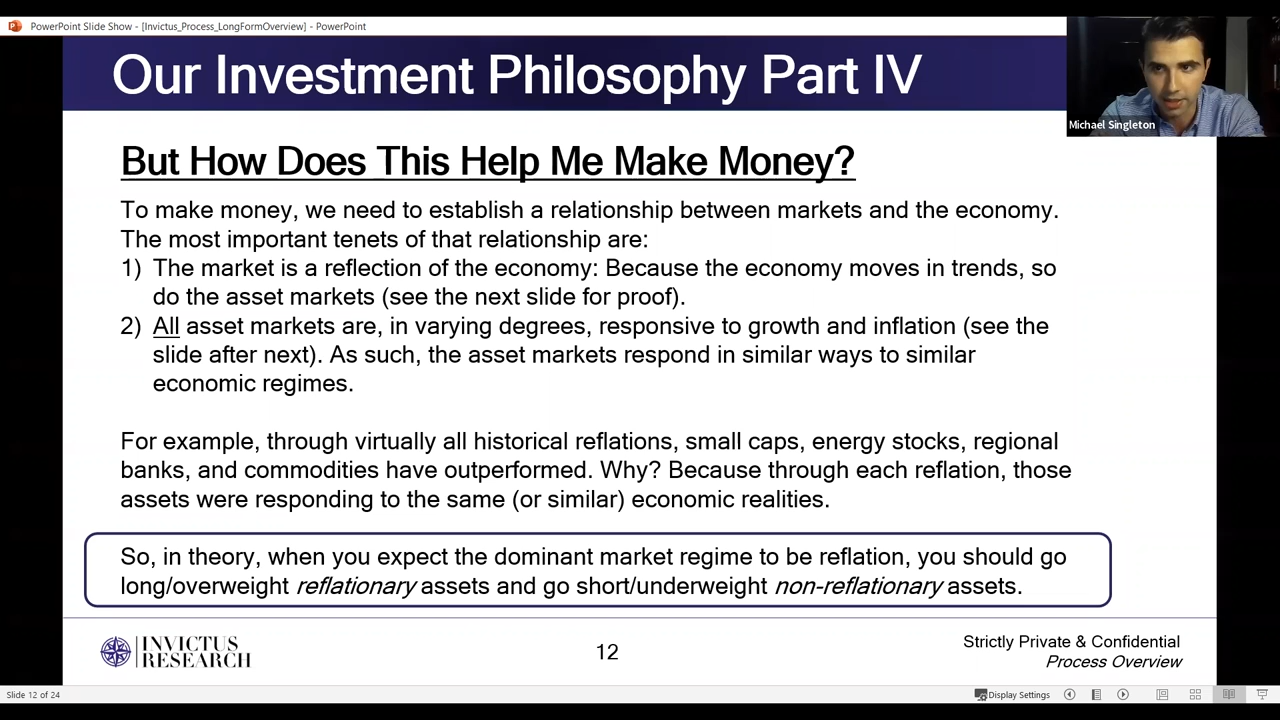 PowerPoint Slide Show - [Invictus_Process_LongFormOverview] - PowerPoint
Our Investment Philosophy Part IV
Michael Singleton
But How Does This Help Me Make Money?
To make money, we need to establish a relationship between markets and the economy.
The most important tenets of that relationship are:
1) The market is a reflection of the economy: Because the economy moves in trends, so
do the asset markets (see the next slide for proof).
2) All asset markets are, in varying degrees, responsive to growth and inflation (see the
slide after next). As such, the asset markets respond in similar ways to similar
economic regimes.
For example, through virtually all historical reflations, small caps, energy stocks, regional
banks, and commodities have outperformed. Why? Because through each reflation, those
assets were responding to the same (or similar) economic realities.
So, in theory, when you expect the dominant market regime to be reflation, you should go
long/overweight reflationary assets and go short/underweight non-reflationary assets.
INVICTUS
RESEARCH
12
Strictly Private & Confidential
Process Overview
Slide 12 of 24
Display Settings